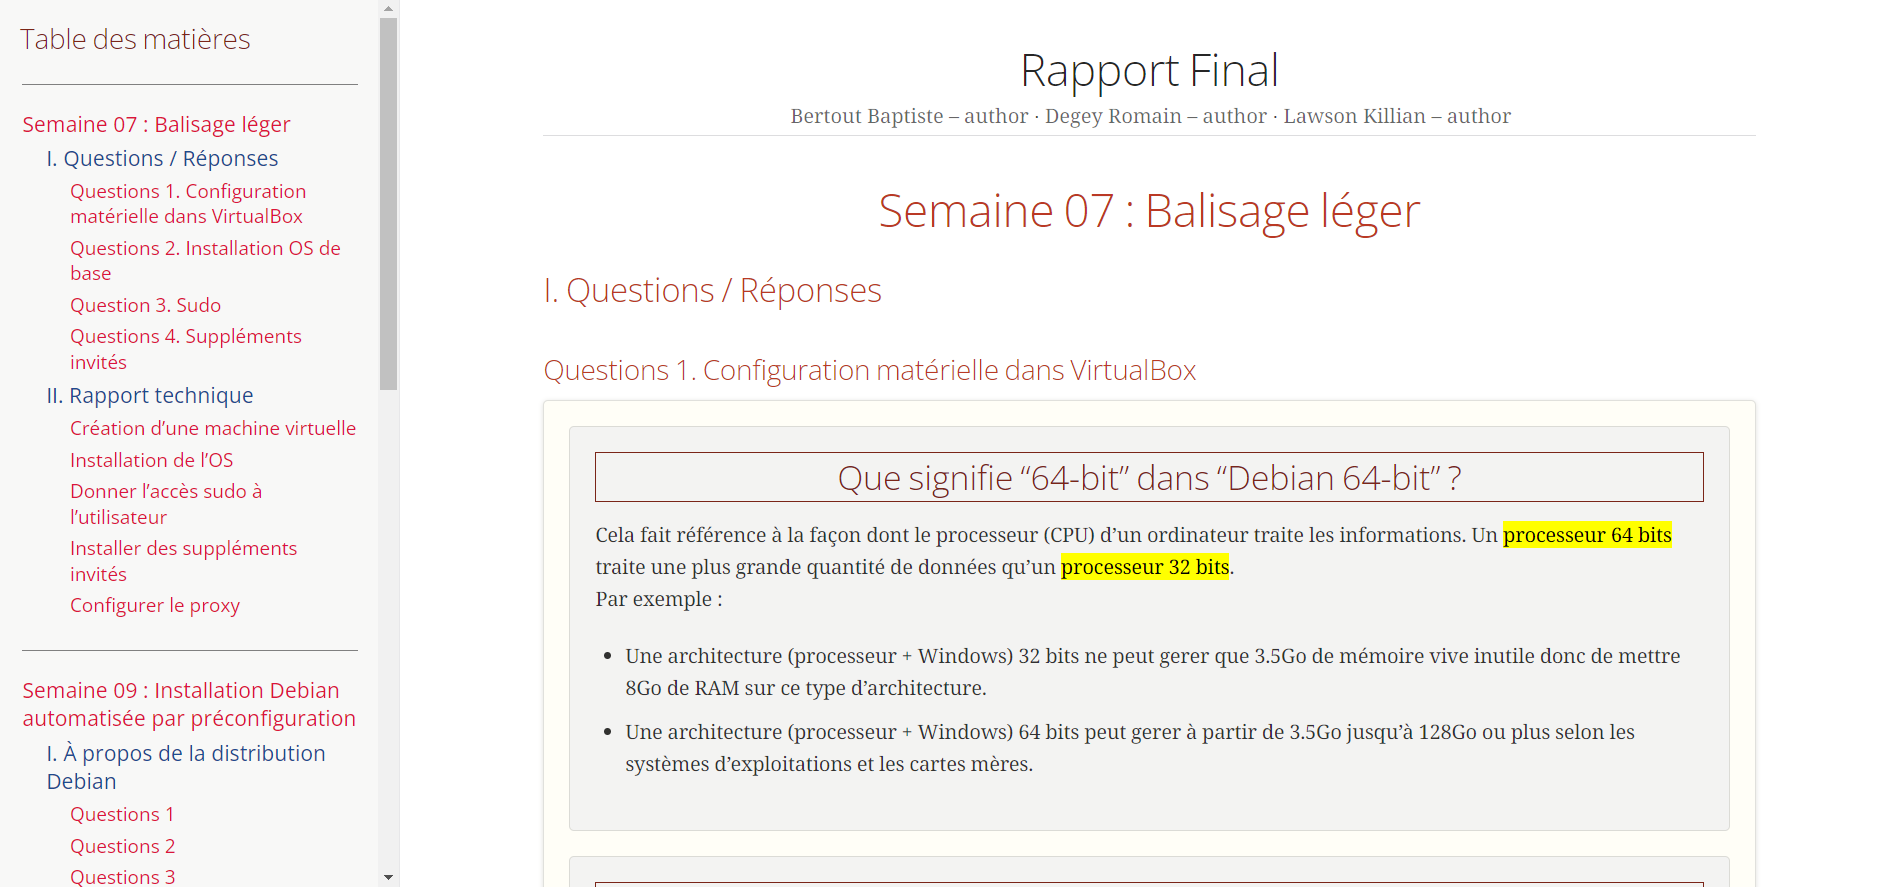 Table des matières
Semaine 07 : Balisage léger
I. Questions / Réponses
Questions 1. Configuration
matérielle dans VirtualBox
Questions 2. Installation OS de
base
Question 3. Sudo
Questions 4. Suppléments
invités
II. Rapport technique
Création d’une machine virtuelle
Installation de l’OS
Donner l’accès sudo à
l’utilisateur
Installer des suppléments
invités
Configurer le proxy
Semaine 09 : Installation Debian
automatisée par préconfiguration
I. À propos de la distribution
Debian
Questions 1
Questions 2
Questions 3
Rapport Final
Bertout Baptiste – author · Degey Romain – author · Lawson Killian – author
Semaine 07 : Balisage léger
I. Questions / Réponses
Questions 1. Configuration matérielle dans VirtualBox
Que signifie “64-bit” dans “Debian 64-bit” ?
Cela fait référence à la façon dont le processeur (CPU) d’un ordinateur traite les informations. Un processeur 64 bits
traite une plus grande quantité de données qu’un processeur 32 bits.
Par exemple :
• Une architecture (processeur + Windows) 32 bits ne peut gerer que 3.5Go de mémoire vive inutile donc de mettre
8Go de RAM sur ce type d’architecture.
• Une architecture (processeur + Windows) 64 bits peut gerer à partir de 3.5Go jusqu’à 128Go ou plus selon les
systèmes d’exploitations et les cartes mères.